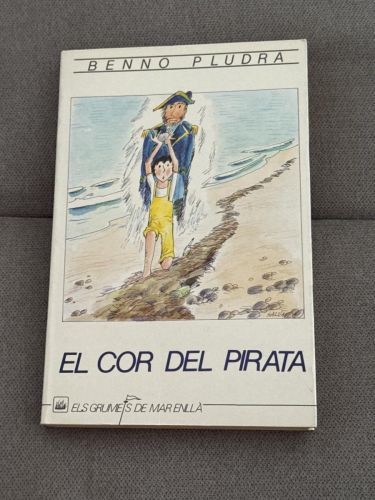 BENNO PLUDRA
EL COR DEL PIRATA
ELS GRUMETS DE MAR ENLLÀ